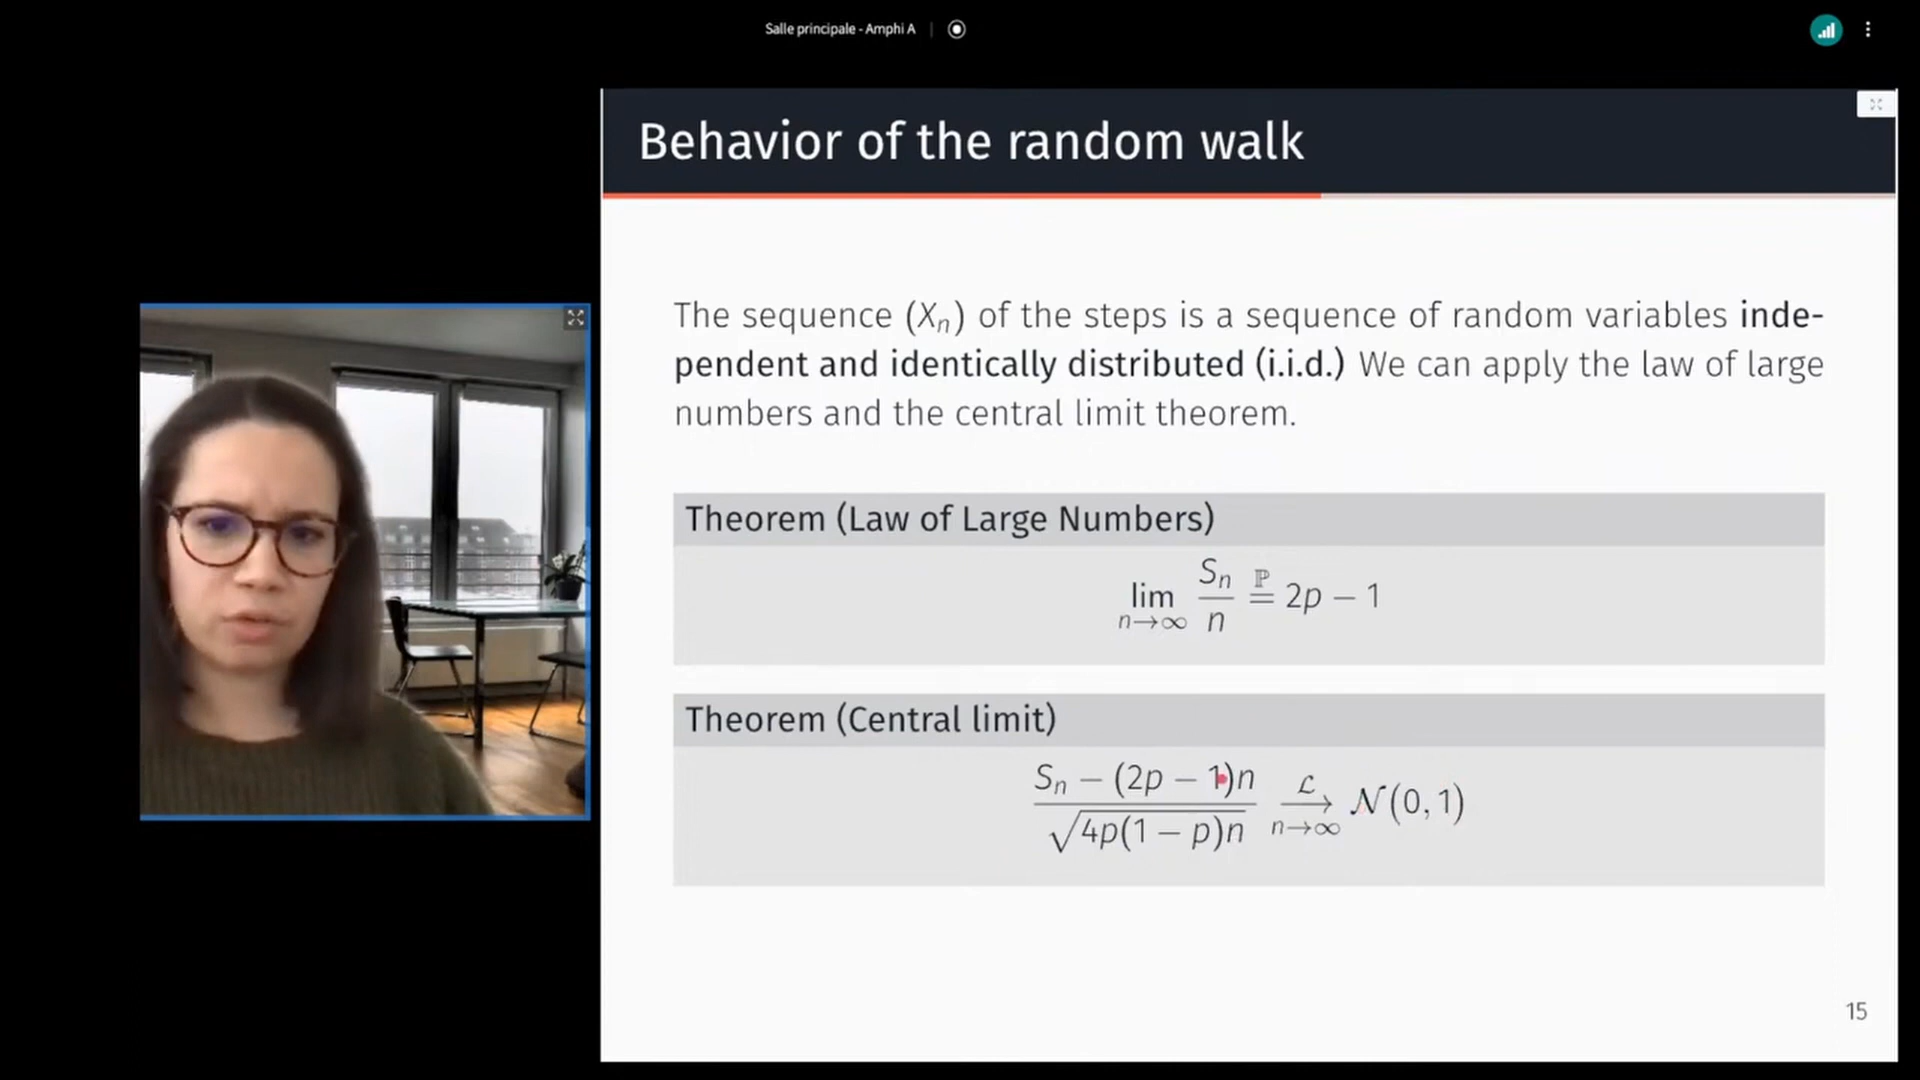 Salle principale - Amphi A
Behavior of the random walk
The sequence (Xₙ) of the steps is a sequence of random variables inde-
pendent and identically distributed (i.i.d.) We can apply the law of large
numbers and the central limit theorem.
Theorem (Law of Large Numbers)
lim_{n→∞} Sₙ/n =^ℙ 2p − 1
Theorem (Central limit)
(Sₙ − (2p − 1)n) / √(4p(1 − p)n) →^ℒ_{n→∞} 𝒩(0, 1)
15